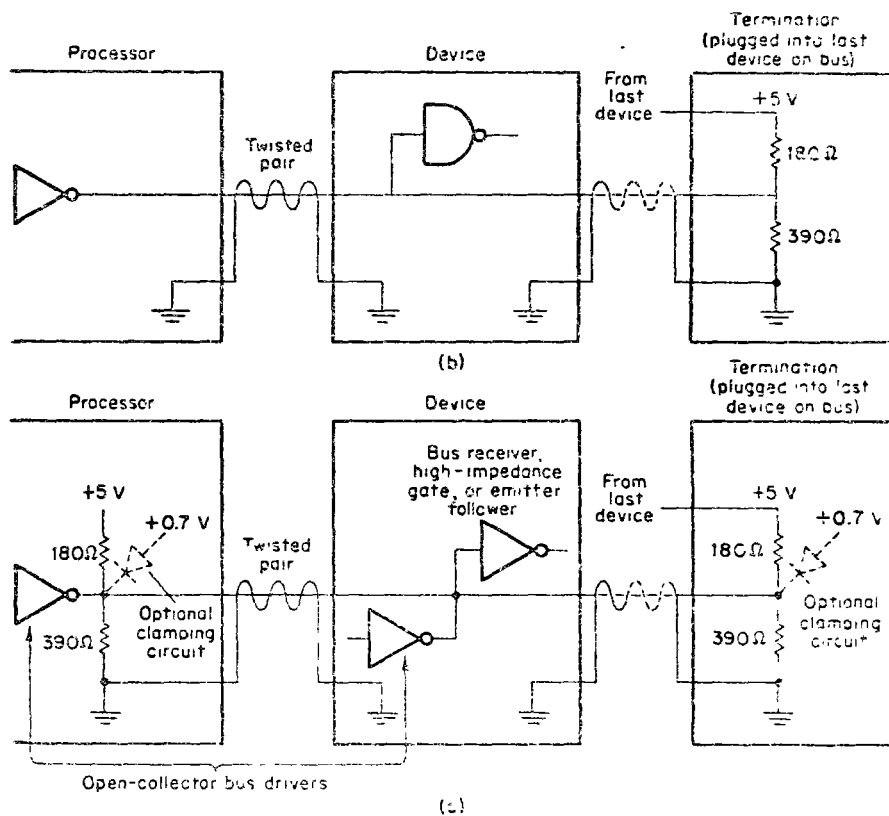 Processor
Device
Termination
(plugged into last
device on bus)
From
last
device
+5 V
180Ω
Twisted
pair
390Ω
(b)
Processor
Device
Termination
(plugged into last
device on bus)
Bus receiver,
high-impedance
gate, or emitter
follower
From
last
device
+5 V
+0.7 V
180Ω
Twisted
pair
+5 V
+0.7 V
180Ω
Optional
clamping
circuit
390Ω
Optional
clamping
circuit
390Ω
Open-collector bus drivers